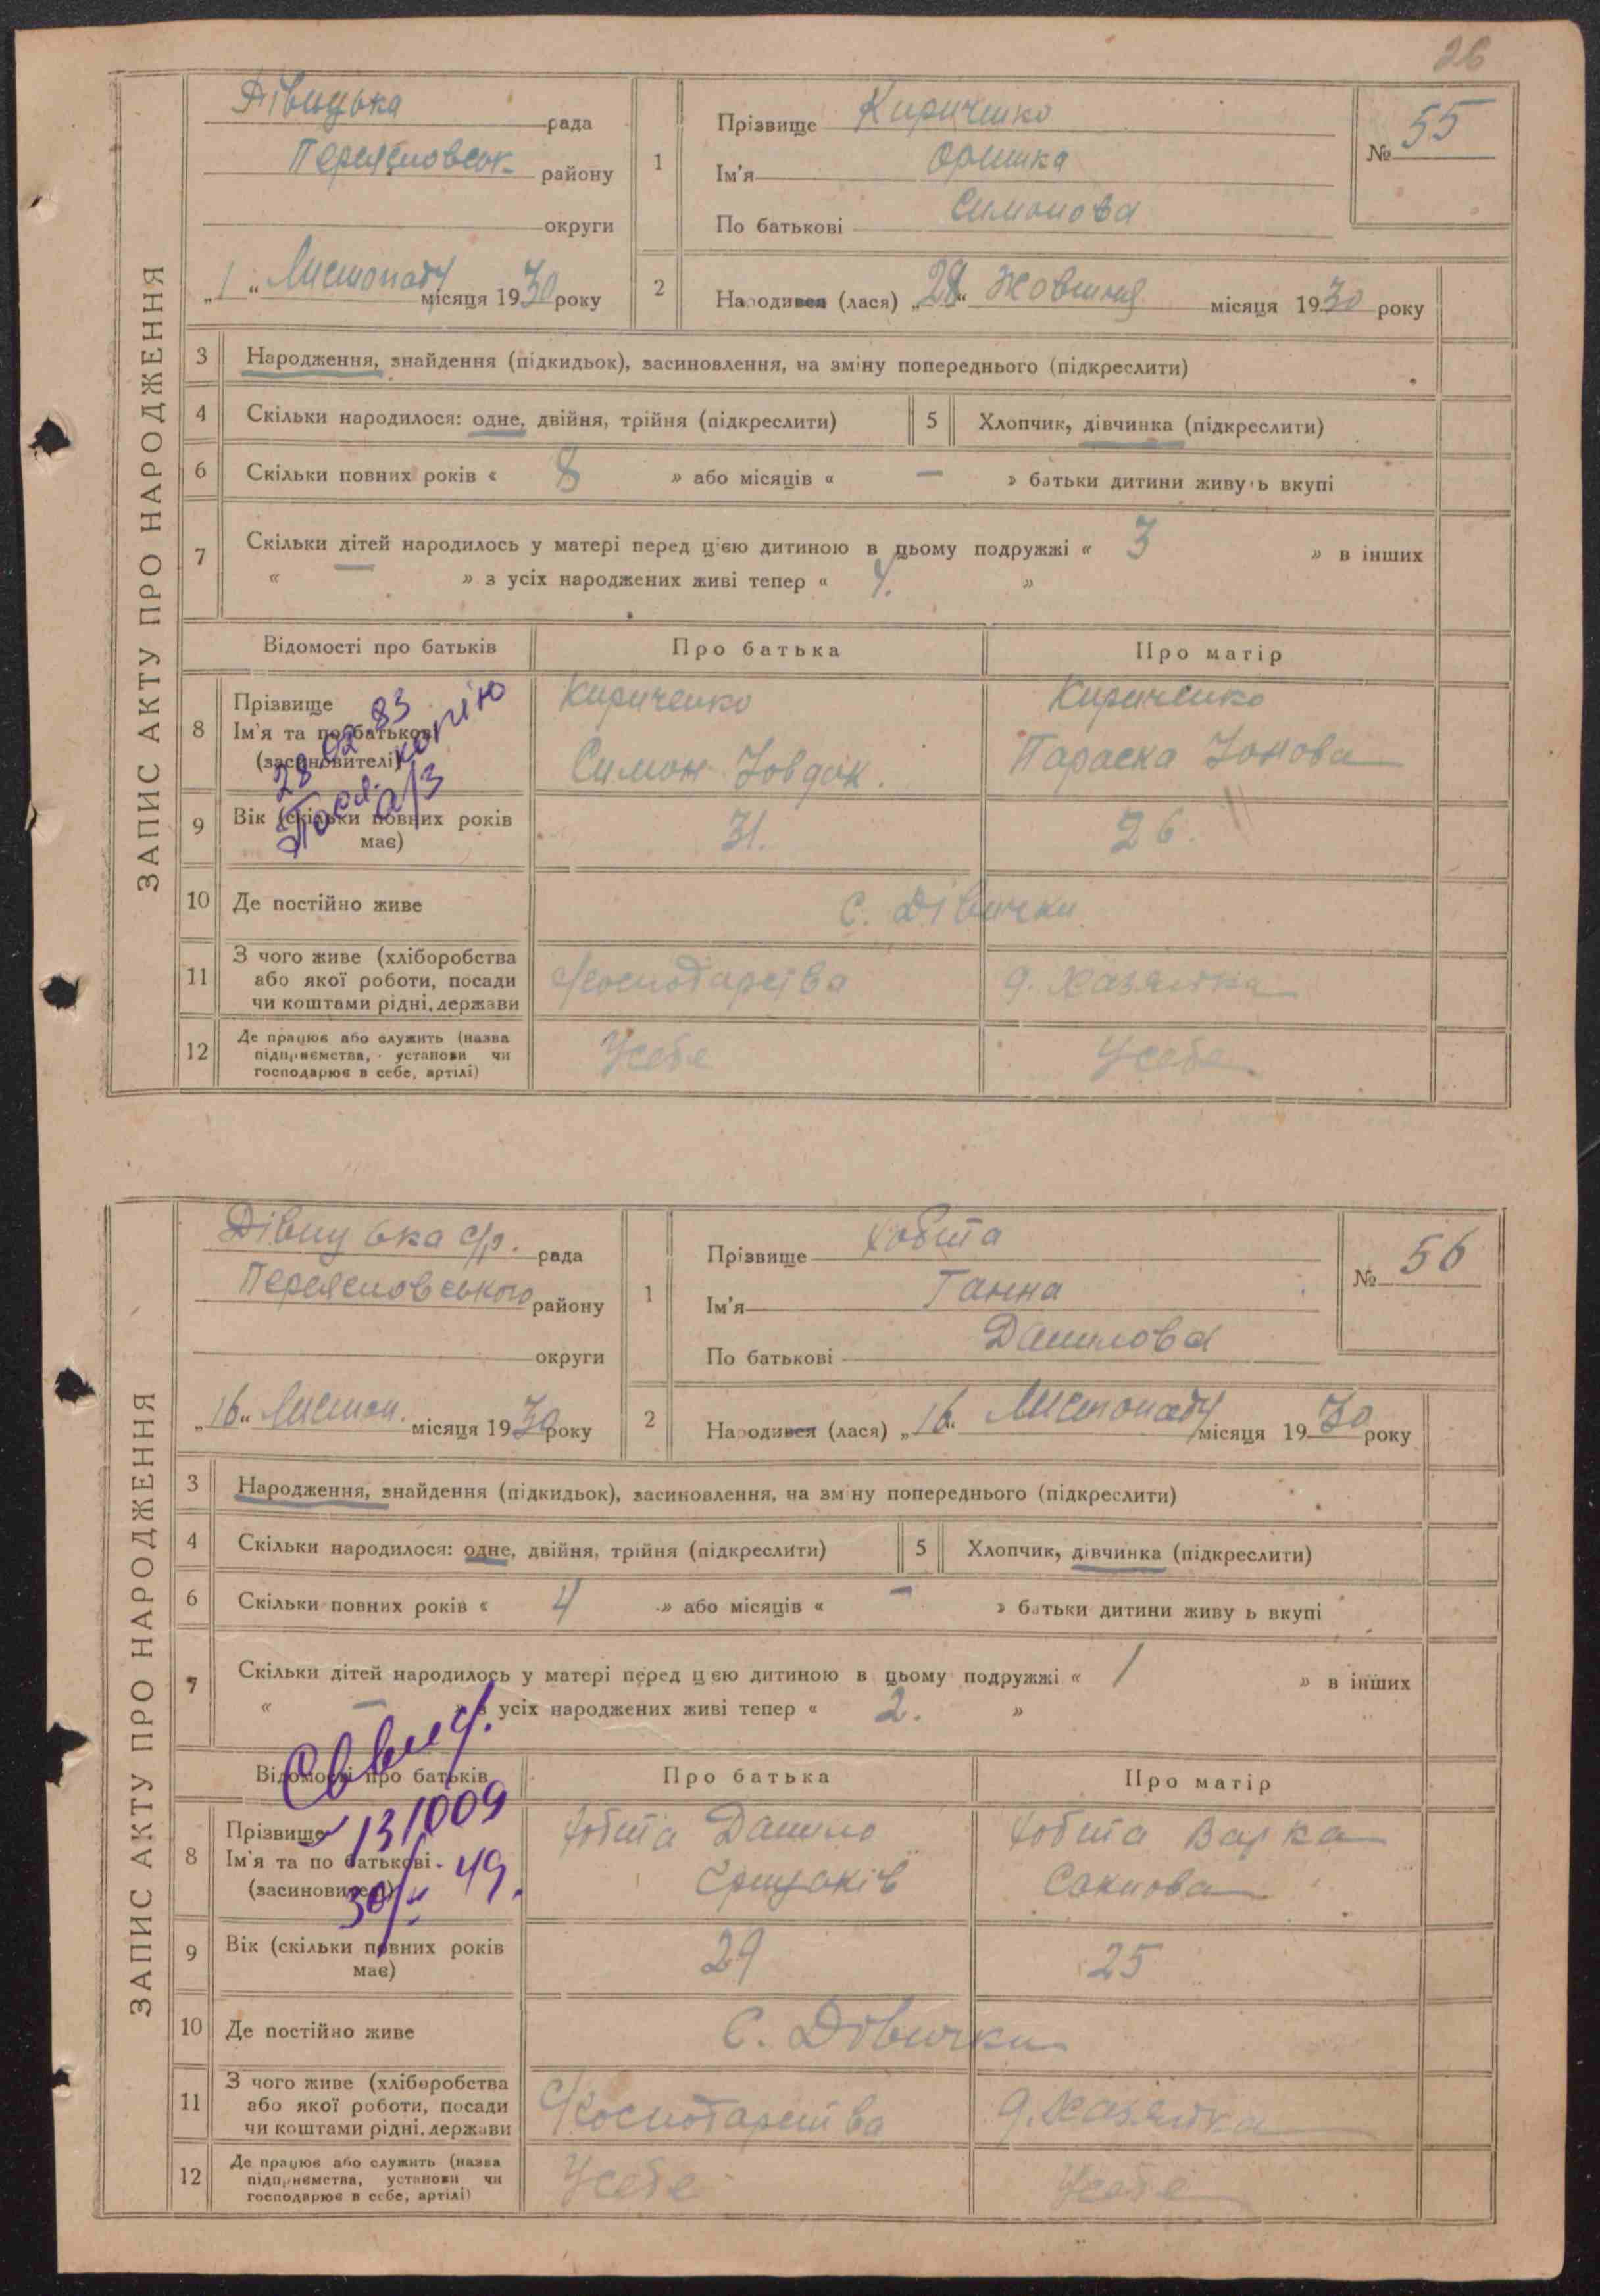 26
ЗАПИС АКТУ ПРО НАРОДЖЕННЯ
Дівицька рада
Переяславськ. району
округи
„1“ Листопаду місяця 1930 року
1
Прізвище Кириченко
Ім'я Оришка
По батькові Симонова
№ 55
2
Народився (лася) „28“ Жовтня місяця 1930 року
3 Народження, знайдення (підкидьок), засиновлення, на зміну попереднього (підкреслити)
4 Скільки народилося: одне, двійня, трійня (підкреслити) 5 Хлопчик, дівчинка (підкреслити)
6 Скільки повних років « 8 » або місяців « — » батьки дитини живуть вкупі
7 Скільки дітей народилось у матері перед цією дитиною в цьому подружжі « 3 » в інших
« » з усіх народжених живі тепер « 4. »
Відомості про батьків Про батька Про матір
8 Прізвище
Ім'я та по батькові
(засиновителі)
Кириченко
Симон Іовдок.
Кириченко
Параска Іонова
28 02 83
копію
а/з
9 Вік (скільки повних років має) 31. 26.
10 Де постійно живе с. Дівички
11 З чого живе (хліборобства
або якої роботи, посади
чи коштами рідні, держави
с/господарства д. хазяйка
12 Де працює або служить (назва
підприємства, установи чи
господарює в себе, артілі)
Усебе Усебе
ЗАПИС АКТУ ПРО НАРОДЖЕННЯ
Дівицька с/р. рада
Переяславського району
округи
„16“ Листоп. місяця 1930 року
1
Прізвище Хобта
Ім'я Ганна
По батькові Данилова
№ 56
2
Народився (лася) „16“ Листопаду місяця 1930 року
3 Народження, знайдення (підкидьок), засиновлення, на зміну попереднього (підкреслити)
4 Скільки народилося: одне, двійня, трійня (підкреслити) 5 Хлопчик, дівчинка (підкреслити)
6 Скільки повних років « 4 » або місяців « — » батьки дитини живуть вкупі
7 Скільки дітей народилось у матері перед цією дитиною в цьому подружжі « 1 » в інших
« — » з усіх народжених живі тепер « 2. »
Відомості про батьків Про батька Про матір
8 Прізвище
Ім'я та по батькові
(засиновителі)
Хобта Данило
Хобта Варка
Сакнова
131009
49.
9 Вік (скільки повних років має) 29 25
10 Де постійно живе с. Дівички
11 З чого живе (хліборобства
або якої роботи, посади
чи коштами рідні, держави
с/господарства д. хазяйка
12 Де працює або служить (назва
підприємства, установи чи
господарює в себе, артілі)
Усебе Усебе